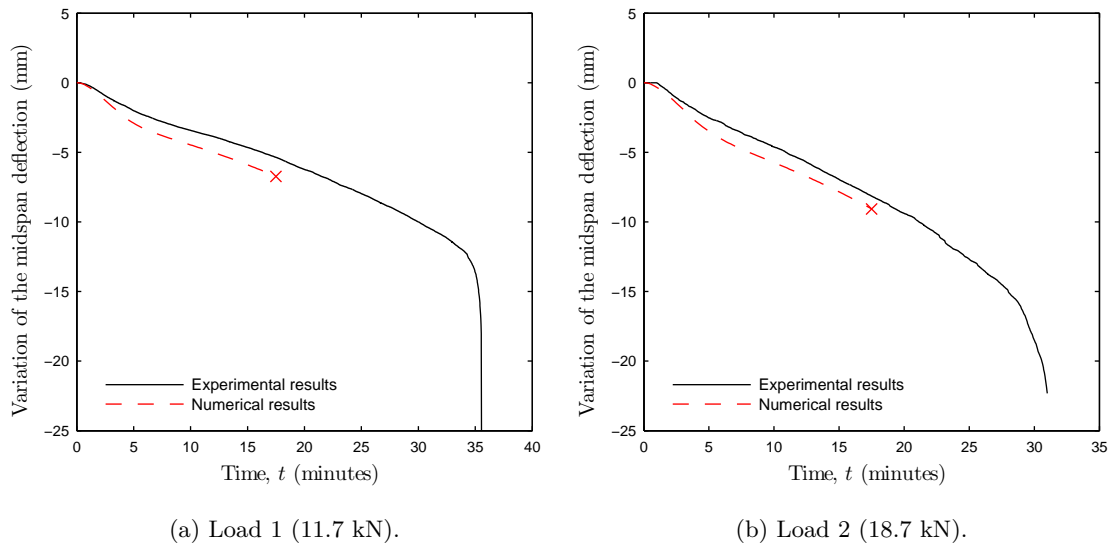 5
0
−5
−10
−15
−20
−25
Variation of the midspan deflection (mm)
Experimental results
Numerical results
0 5 10 15 20 25 30 35 40
Time, t (minutes)
(a) Load 1 (11.7 kN).
5
0
−5
−10
−15
−20
−25
Variation of the midspan deflection (mm)
Experimental results
Numerical results
0 5 10 15 20 25 30 35
Time, t (minutes)
(b) Load 2 (18.7 kN).